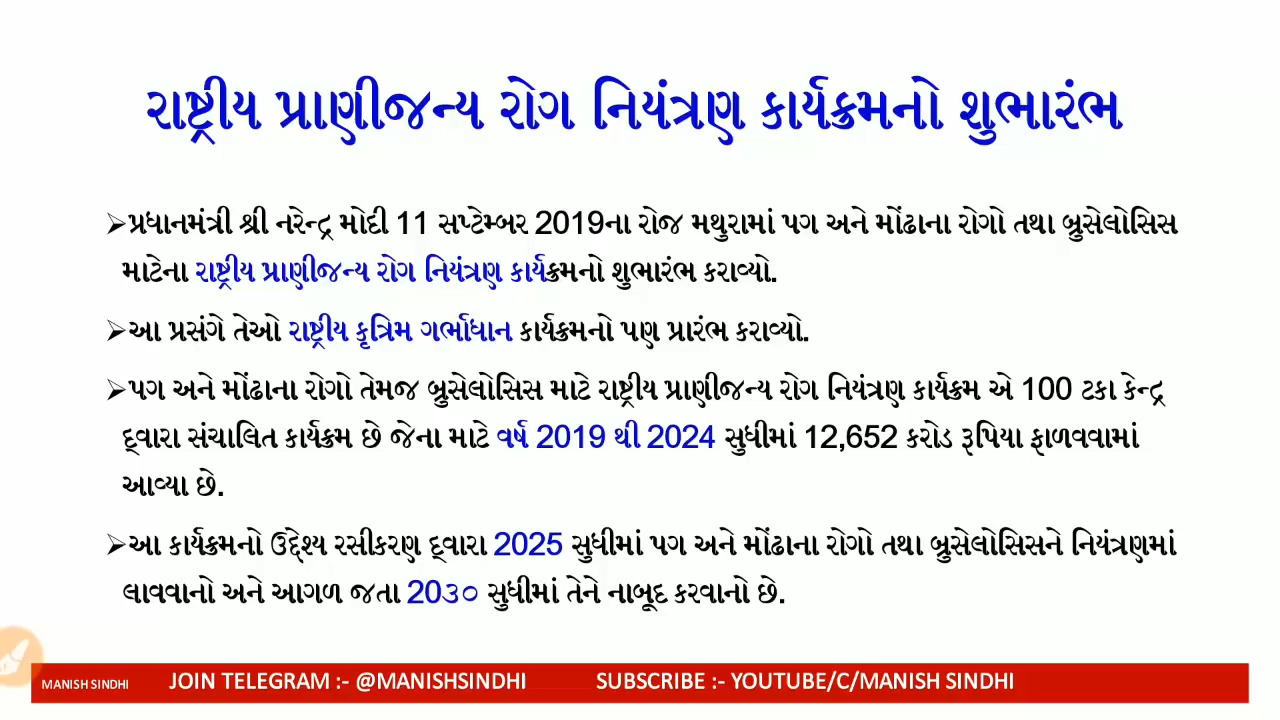 રાષ્ટ્રીય પ્રાણીજન્ય રોગ નિયંત્રણ કાર્યક્રમનો શુભારંભ
➢પ્રધાનમંત્રી શ્રી નરેન્દ્ર મોદી 11 સપ્ટેમ્બર 2019ના રોજ મથુરામાં પગ અને મોંઢાના રોગો તથા બ્રુસેલોસિસ
માટેના રાષ્ટ્રીય પ્રાણીજન્ય રોગ નિયંત્રણ કાર્યક્રમનો શુભારંભ કરાવ્યો.
➢આ પ્રસંગે તેઓ રાષ્ટ્રીય કૃત્રિમ ગર્ભાધાન કાર્યક્રમનો પણ પ્રારંભ કરાવ્યો.
➢પગ અને મોંઢાના રોગો તેમજ બ્રુસેલોસિસ માટે રાષ્ટ્રીય પ્રાણીજન્ય રોગ નિયંત્રણ કાર્યક્રમ એ 100 ટકા કેન્દ્ર
દ્વારા સંચાલિત કાર્યક્રમ છે જેના માટે વર્ષ 2019 થી 2024 સુધીમાં 12,652 કરોડ રૂપિયા ફાળવવામાં
આવ્યા છે.
➢આ કાર્યક્રમનો ઉદ્દેશ્ય રસીકરણ દ્વારા 2025 સુધીમાં પગ અને મોંઢાના રોગો તથા બ્રુસેલોસિસને નિયંત્રણમાં
લાવવાનો અને આગળ જતા 20૩૦ સુધીમાં તેને નાબૂદ કરવાનો છે.
MANISH SINDHI JOIN TELEGRAM :- @MANISHSINDHI SUBSCRIBE :- YOUTUBE/C/MANISH SINDHI